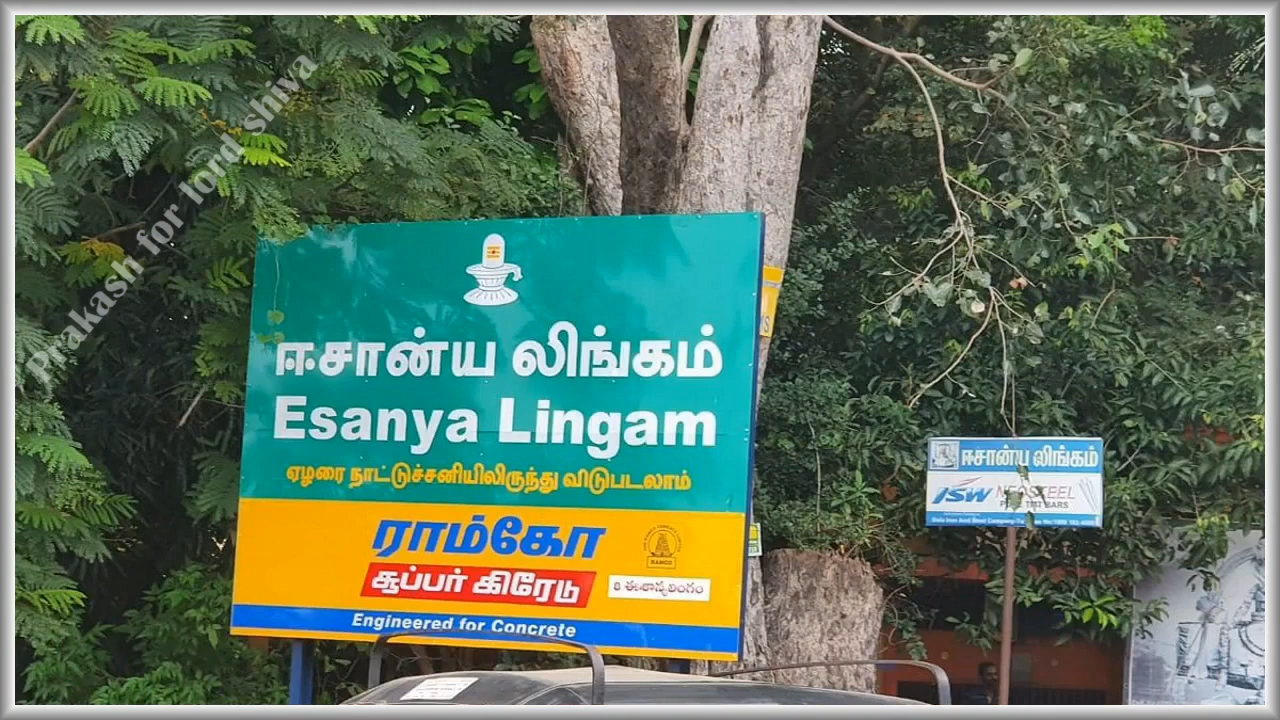 Prakash for lord shiva
ஈசான்ய லிங்கம்
Esanya Lingam
ஏழரை நாட்டுச்சனியிலிருந்து விடுபடலாம்
ராம்கோ
சூப்பர் கிரேடு
RAMCO
Engineered for Concrete
ஈசான்ய லிங்கம்
JSW NEOSTEEL
BARS